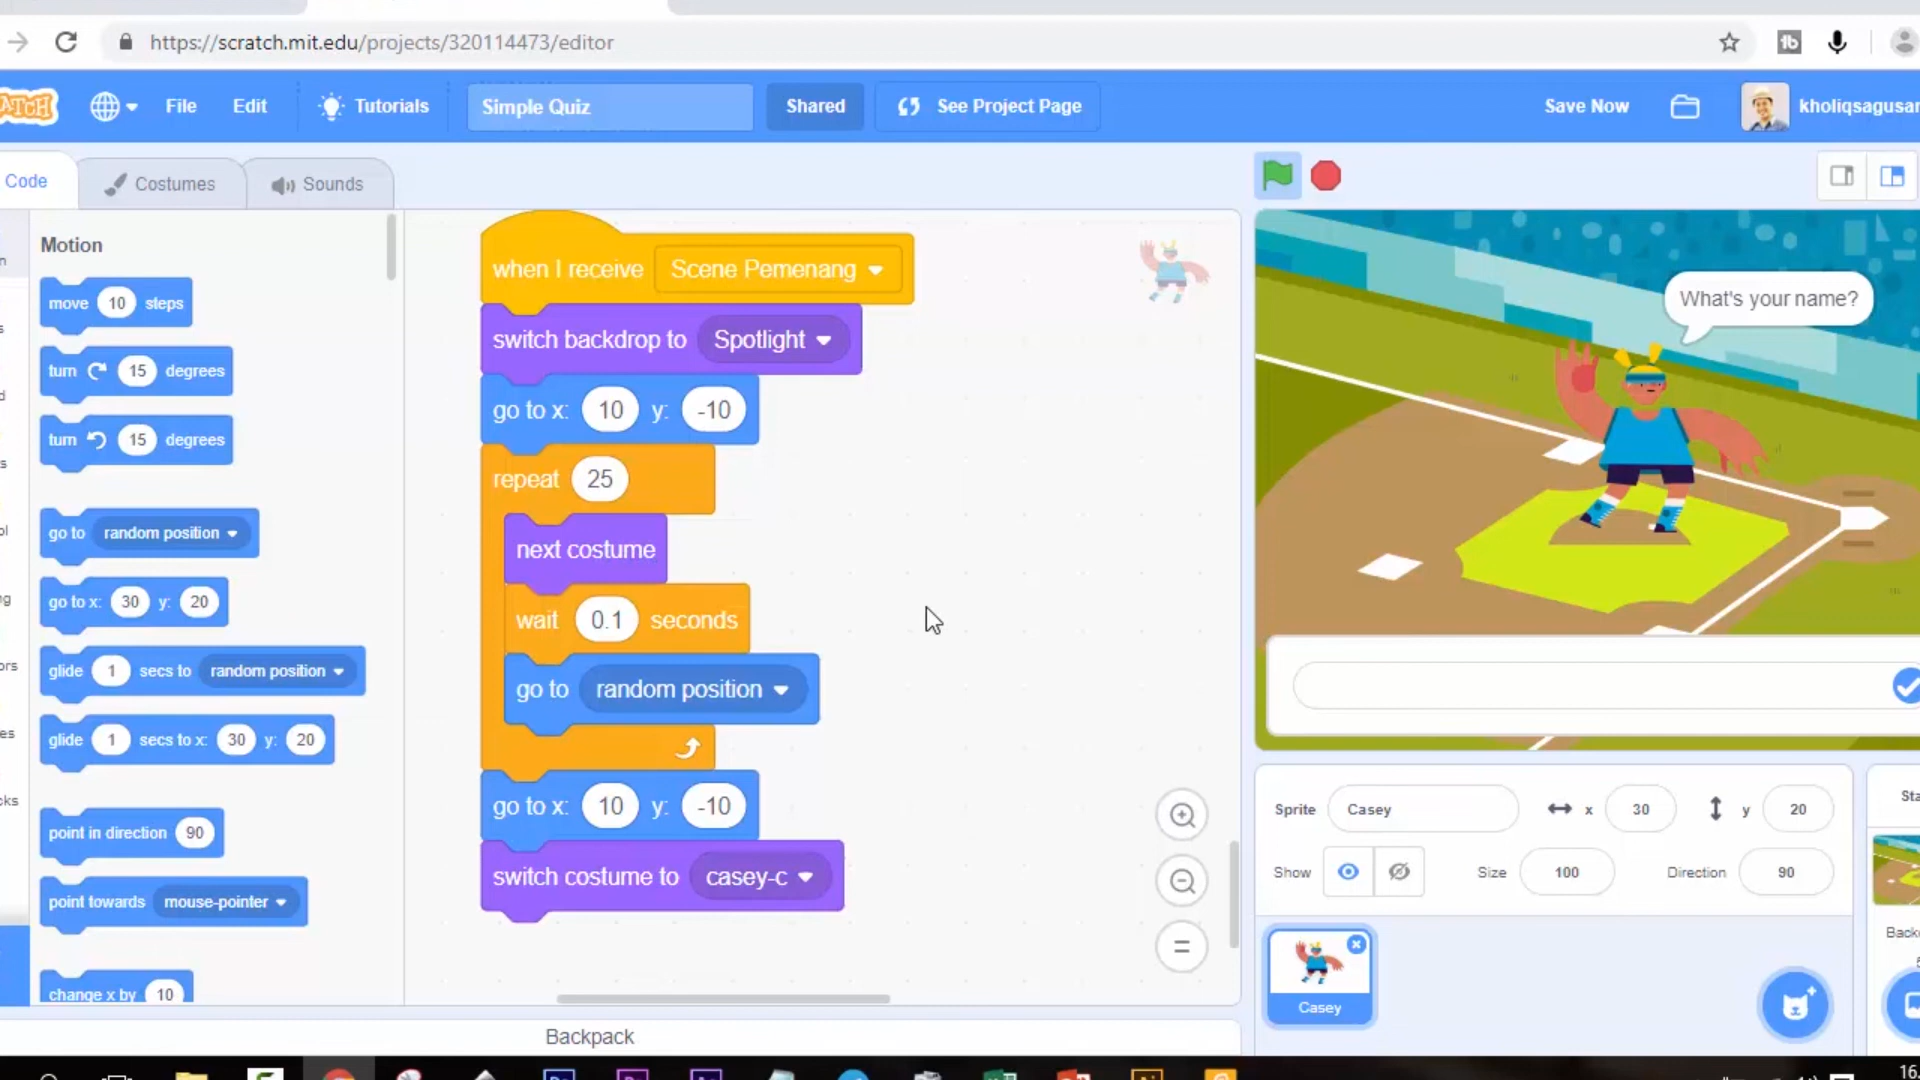 https://scratch.mit.edu/projects/320114473/editor
File Edit Tutorials Simple Quiz Shared See Project Page Save Now kholiqsagusar
Code Costumes Sounds
Motion
move 10 steps
turn 15 degrees
turn 15 degrees
go to random position
go to x: 30 y: 20
glide 1 secs to random position
glide 1 secs to x: 30 y: 20
point in direction 90
point towards mouse-pointer
change x by 10
when I receive Scene Pemenang
switch backdrop to Spotlight
go to x: 10 y: -10
repeat 25
next costume
wait 0.1 seconds
go to random position
go to x: 10 y: -10
switch costume to casey-c
Backpack
What's your name?
Sprite Casey x 30 y 20
Show Size 100 Direction 90
Casey
Sta
Back
16.